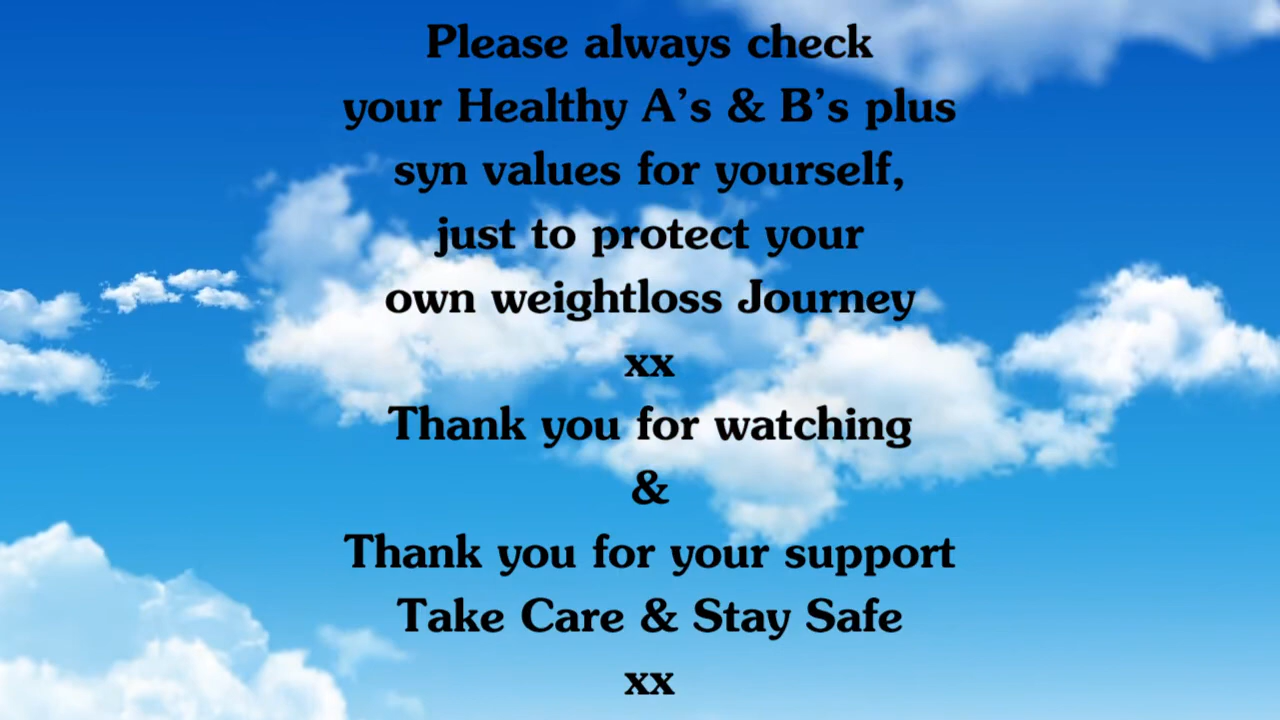 Please always check
your Healthy A’s & B’s plus
syn values for yourself,
just to protect your
own weightloss Journey
xx
Thank you for watching
&
Thank you for your support
Take Care & Stay Safe
xx